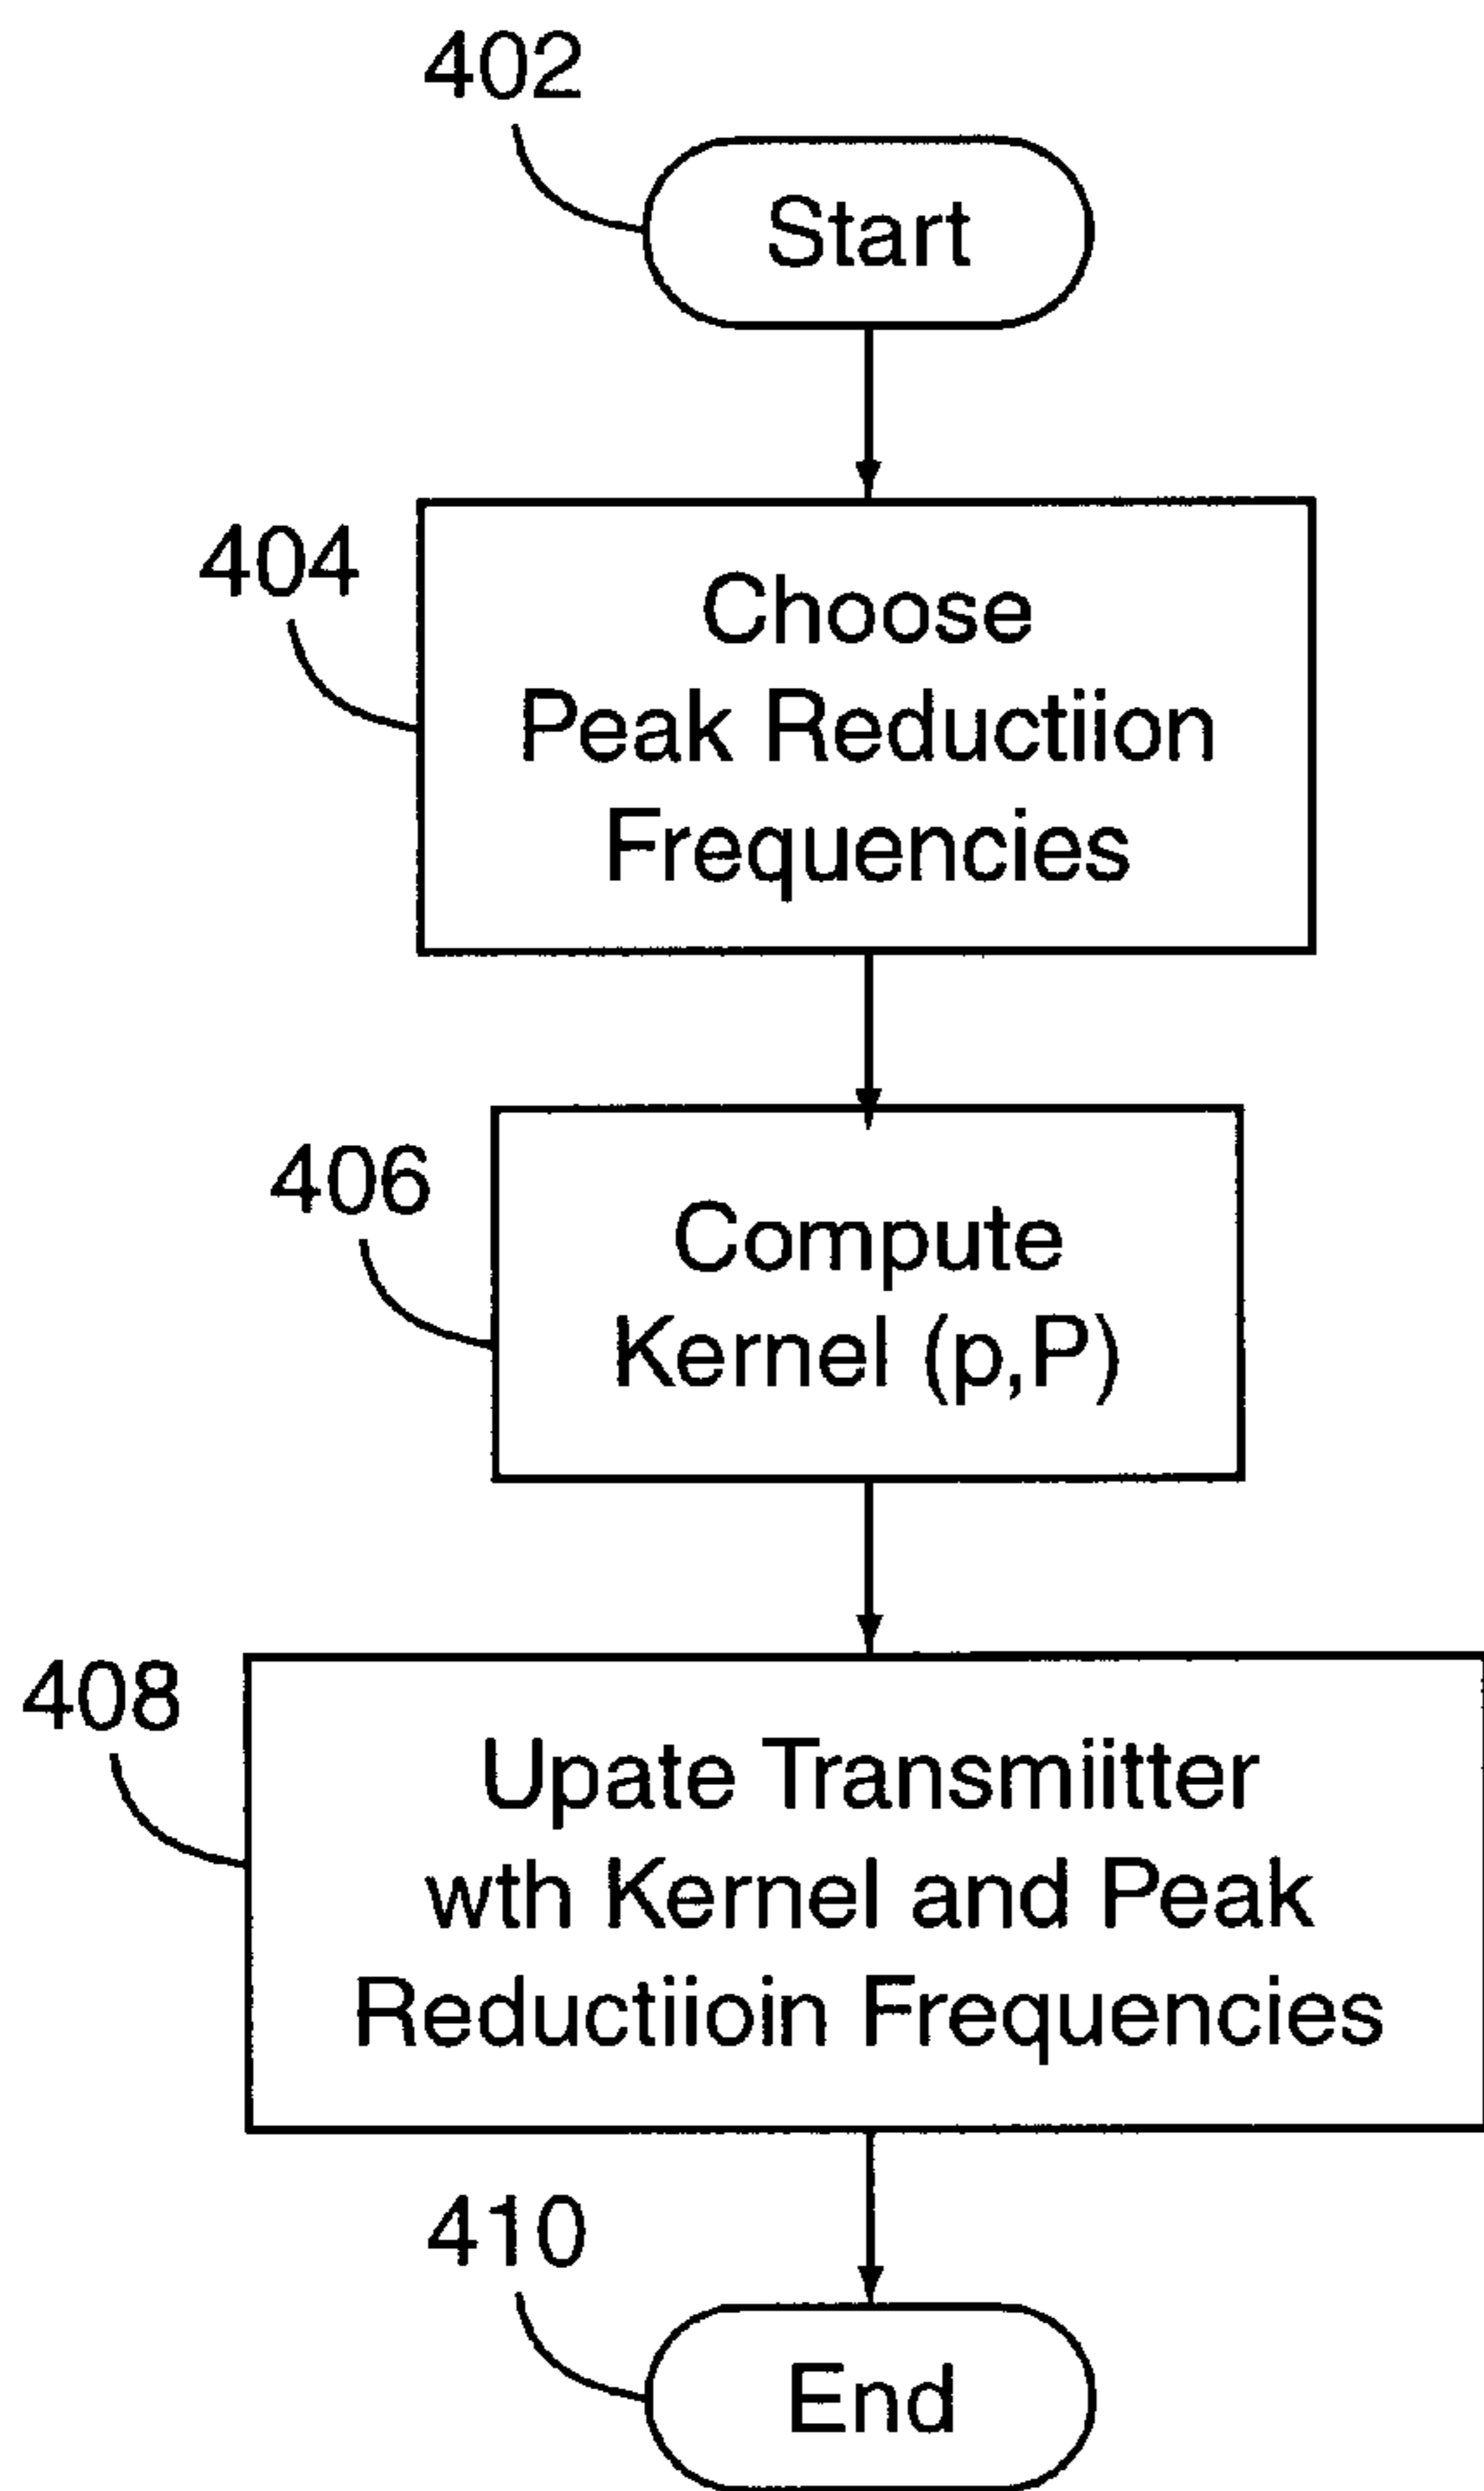 402
Start
404
Choose
Peak Reductiion
Frequencies
406
Compute
Kernel (p,P)
408
Upate Transmiitter
wth Kernel and Peak
Reductiioin Frequencies
410
End